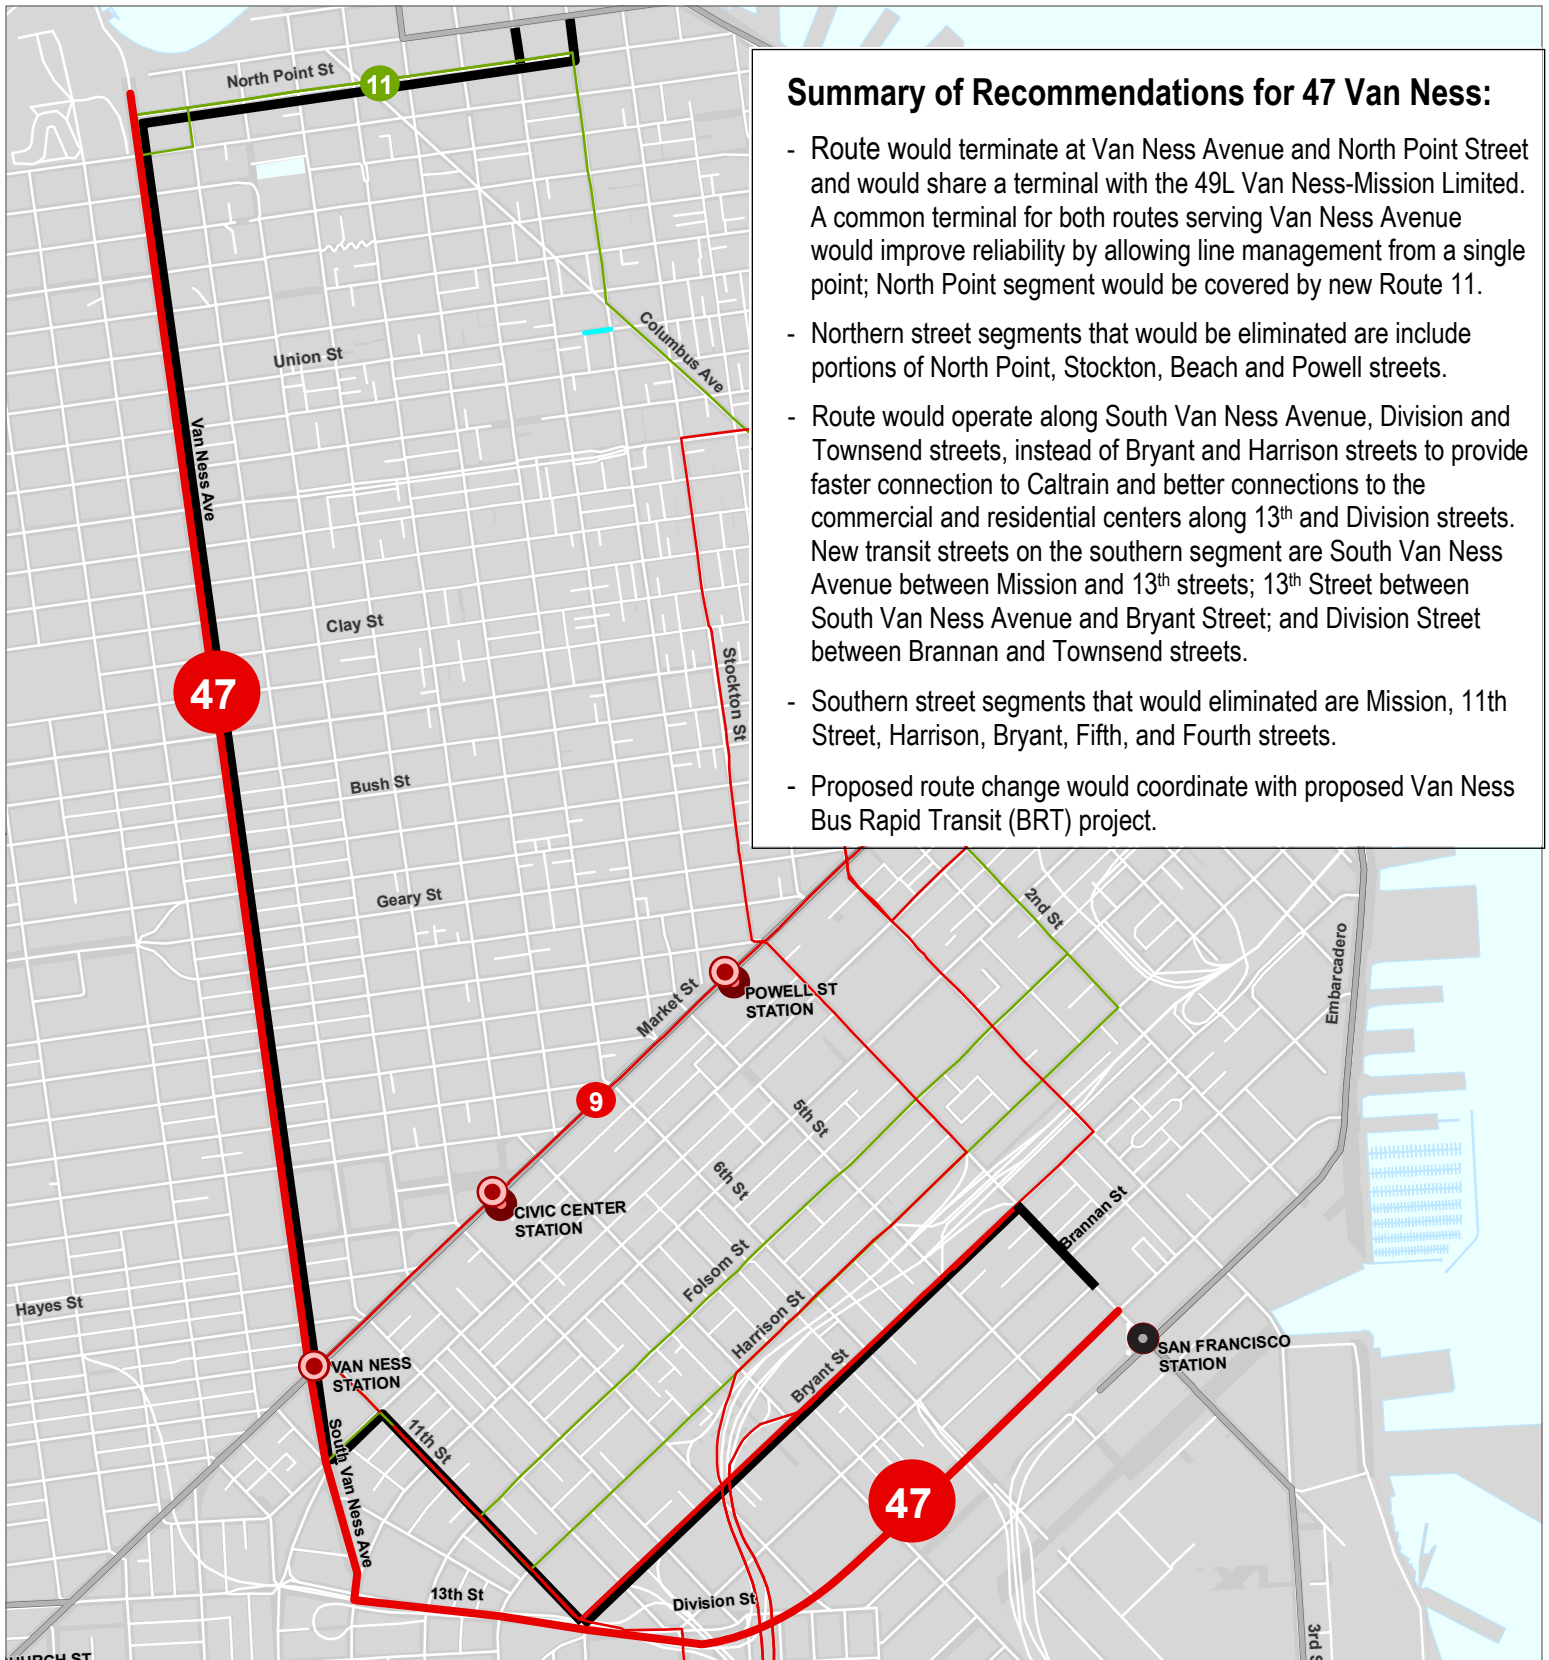 North Point St
11
Summary of Recommendations for 47 Van Ness:
- Route would terminate at Van Ness Avenue and North Point Street
and would share a terminal with the 49L Van Ness-Mission Limited.
A common terminal for both routes serving Van Ness Avenue
would improve reliability by allowing line management from a single
point; North Point segment would be covered by new Route 11.
- Northern street segments that would be eliminated are include
portions of North Point, Stockton, Beach and Powell streets.
- Route would operate along South Van Ness Avenue, Division and
Townsend streets, instead of Bryant and Harrison streets to provide
faster connection to Caltrain and better connections to the
commercial and residential centers along 13th and Division streets.
New transit streets on the southern segment are South Van Ness
Avenue between Mission and 13th streets; 13th Street between
South Van Ness Avenue and Bryant Street; and Division Street
between Brannan and Townsend streets.
- Southern street segments that would eliminated are Mission, 11th
Street, Harrison, Bryant, Fifth, and Fourth streets.
- Proposed route change would coordinate with proposed Van Ness
Bus Rapid Transit (BRT) project.
Columbus Ave
Union St
Van Ness Ave
Clay St
47
Stockton St
Bush St
Geary St
2nd St
Embarcadero
Market St
POWELL ST
STATION
9
5th St
6th St
CIVIC CENTER
STATION
Brannan St
Folsom St
Harrison St
Hayes St
Bryant St
VAN NESS
STATION
SAN FRANCISCO
STATION
11th St
South Van Ness Ave
47
13th St
Division St
3rd S
HURCH ST